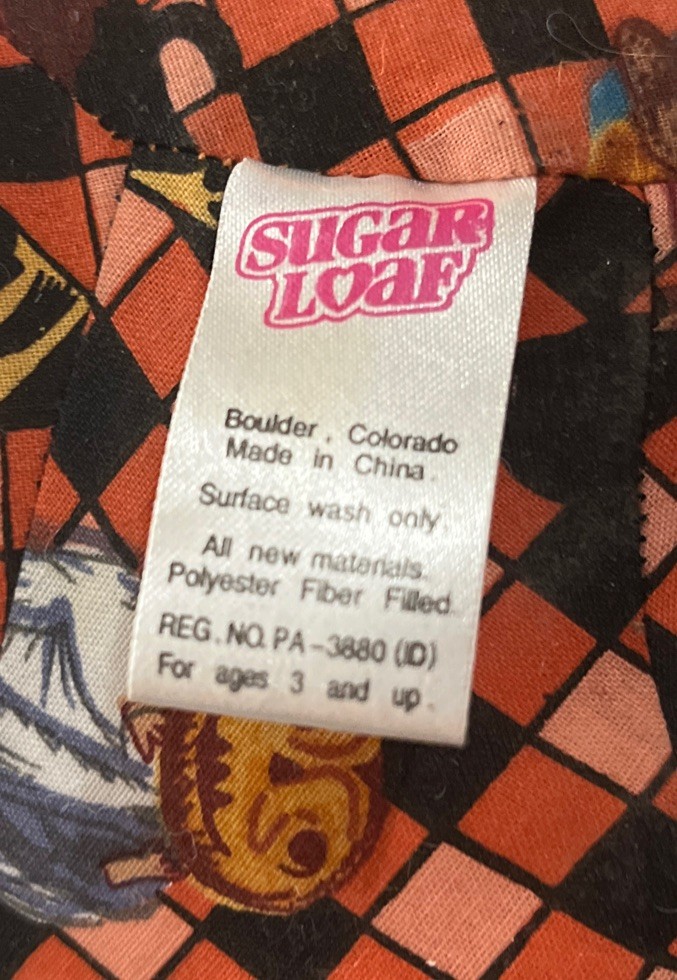 SUGAR
LOAF
Boulder, Colorado
Made in China.
Surface wash only.
All new materials.
Polyester Fiber Filled.
REG. NO. PA-3880 (ID)
For ages 3 and up.